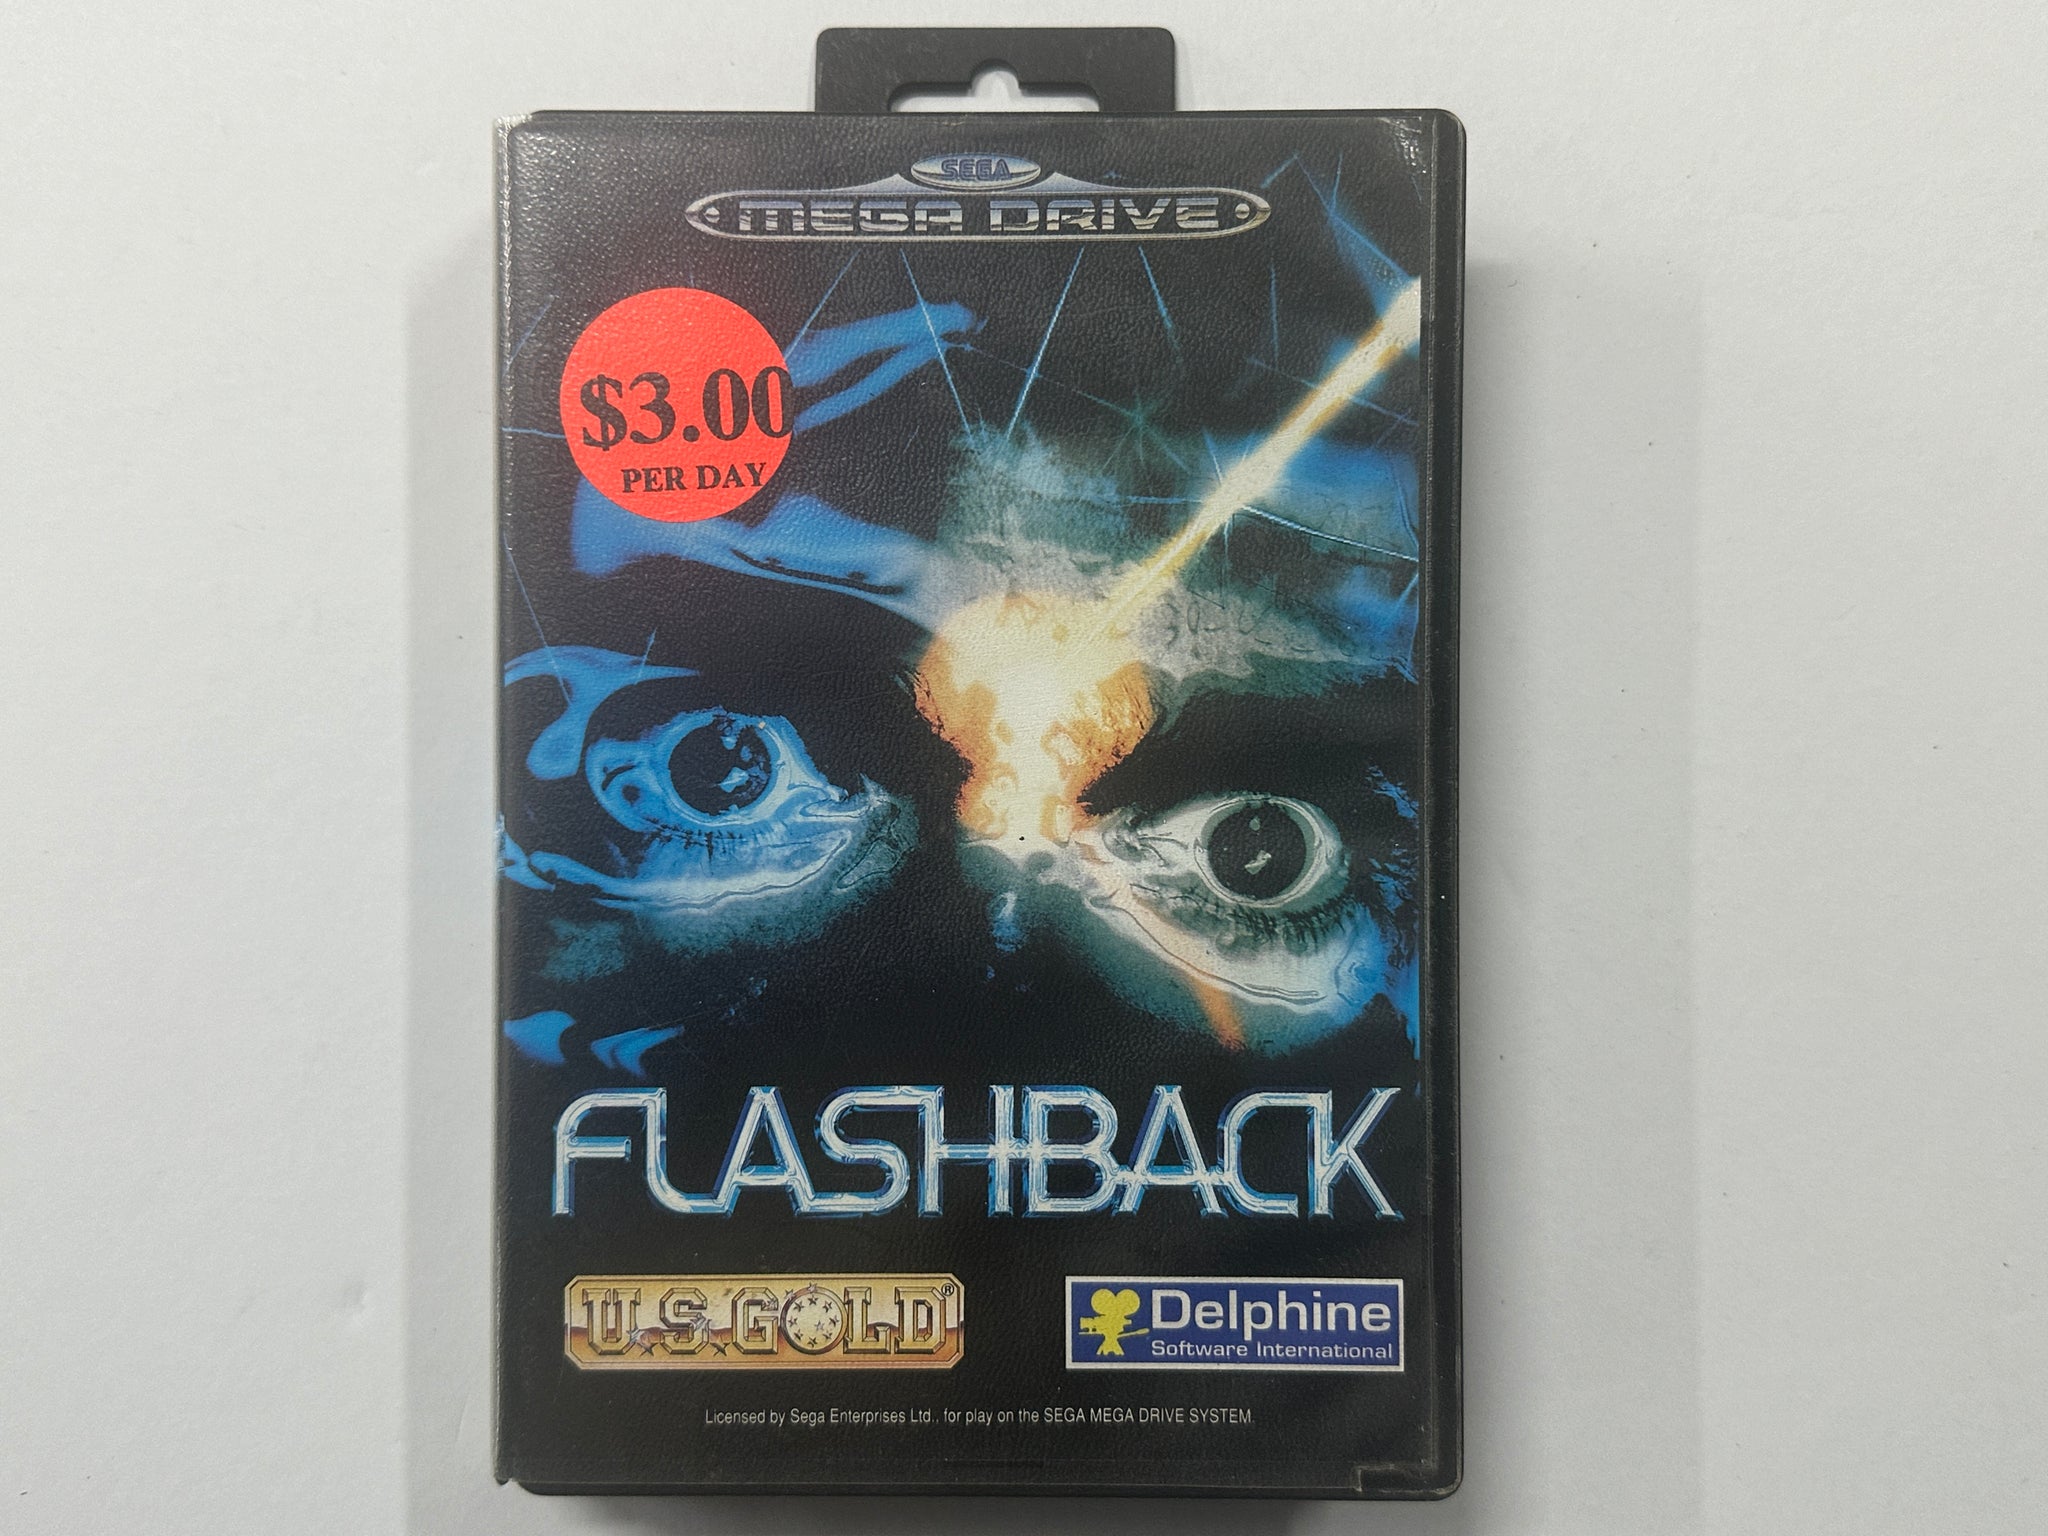 SEGA
MEGA DRIVE
$3.00
PER DAY
FLASHBACK
U.S. GOLD®
Delphine
Software International
Licensed by Sega Enterprises Ltd., for play on the SEGA MEGA DRIVE SYSTEM.